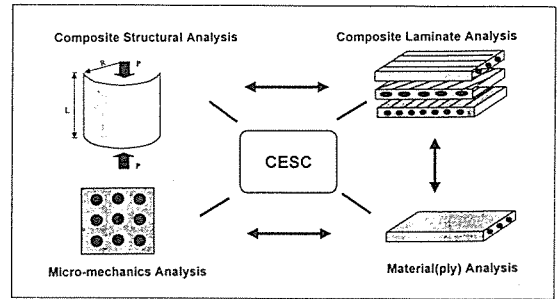 Composite Structural Analysis
Composite Laminate Analysis
R
P
L
P
CESC
Micro-mechanics Analysis
Material(ply) Analysis